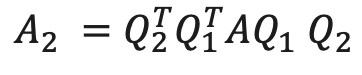 A₂ = Q₂ᵀQ₁ᵀAQ₁ Q₂